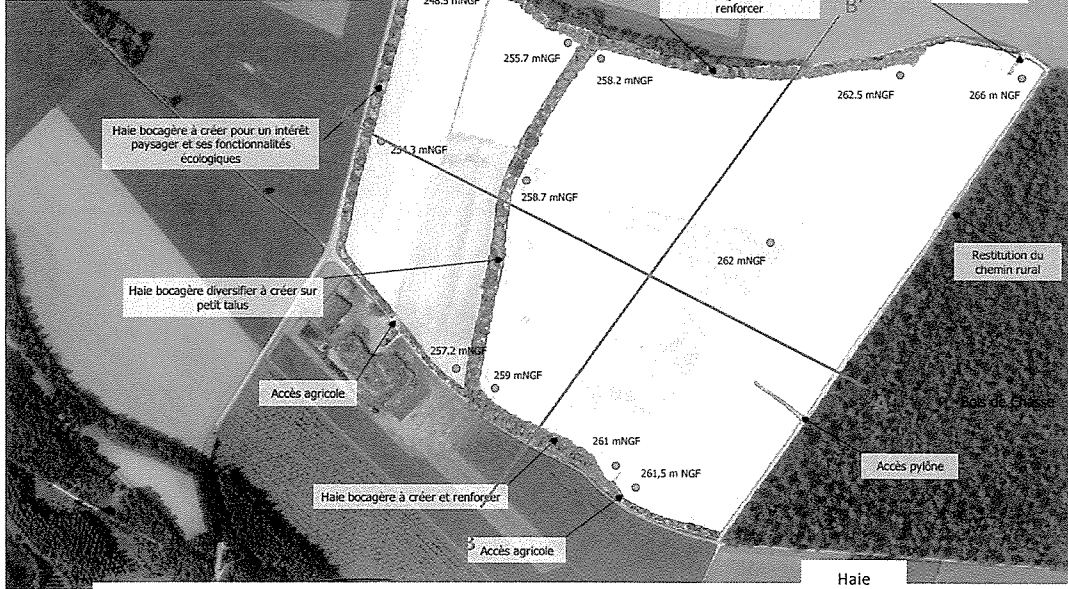 248.5 mNGF
renforcer
B'
255.7 mNGF
258.2 mNGF
262.5 mNGF
266 m NGF
Haie bocagère à créer pour un intérêt
paysager et ses fonctionnalités
écologiques
254.3 mNGF
258.7 mNGF
262 mNGF
Restitution du
chemin rural
Haie bocagère diversifier à créer sur
petit talus
257.2 mNGF
259 mNGF
Accès agricole
Bois de Chasse
261 mNGF
261,5 m NGF
Accès pylône
Haie bocagère à créer et renforcer
B
Accès agricole
Haie